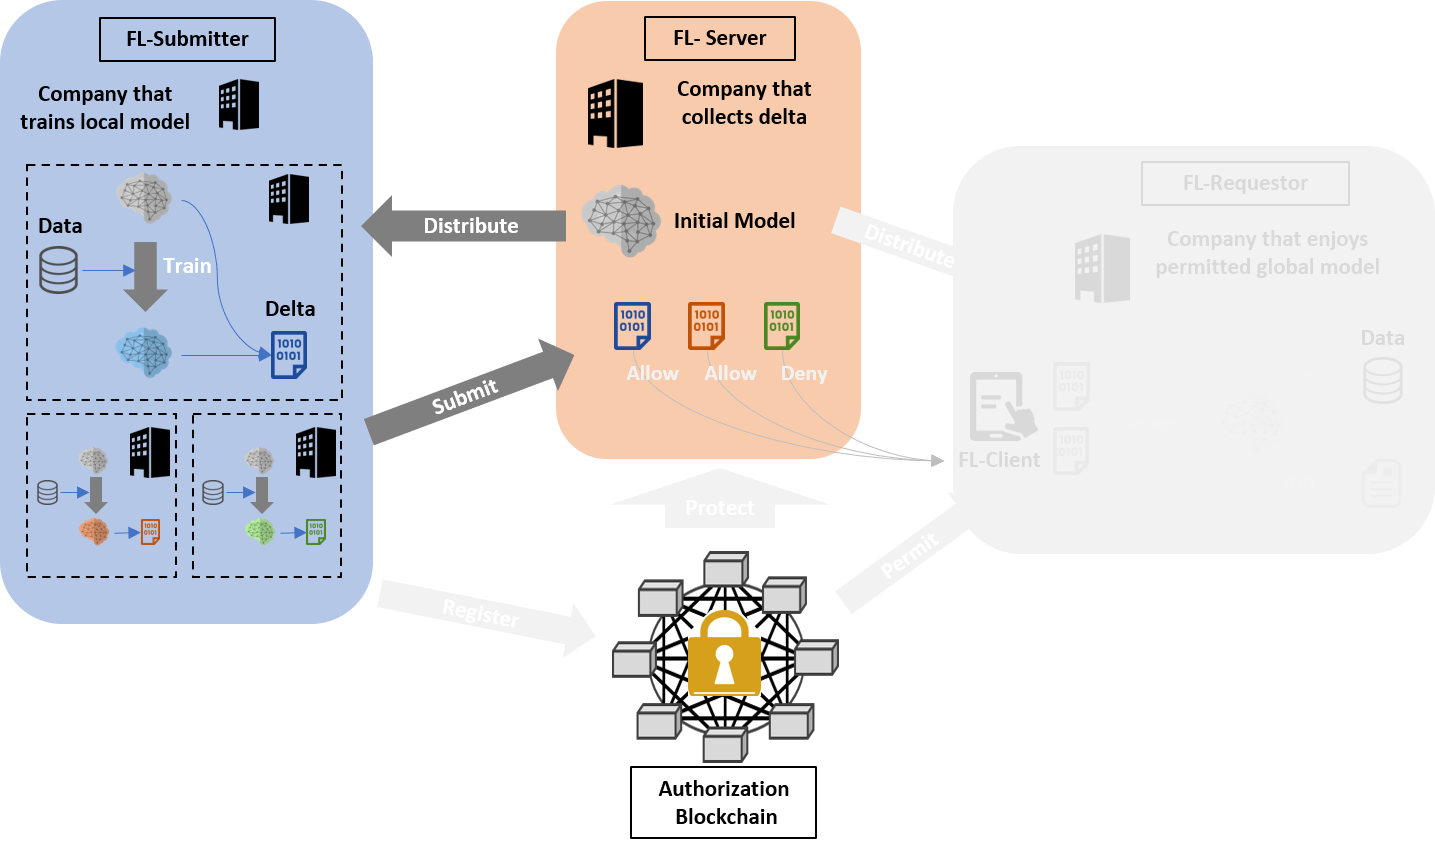 FL-Submitter
Company that
trains local model
Data
Train
Delta
1010
0101
1010
0101
1010
0101
Distribute
Submit
Register
FL- Server
Company that
collects delta
Initial Model
1010
0101
1010
0101
1010
0101
Allow
Allow
Deny
Protect
Permit
Distribute
Authorization
Blockchain
FL-Requestor
Company that enjoys
permitted global model
Data
1010
0101
1010
0101
FL-Client